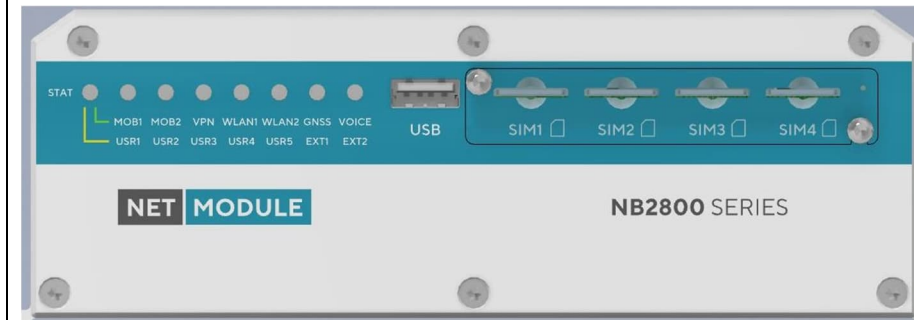 STAT
MOB1 MOB2 VPN WLAN1 WLAN2 GNSS VOICE
USR1 USR2 USR3 USR4 USR5 EXT1 EXT2
USB
SIM1 SIM2 SIM3 SIM4
NET MODULE
NB2800 SERIES